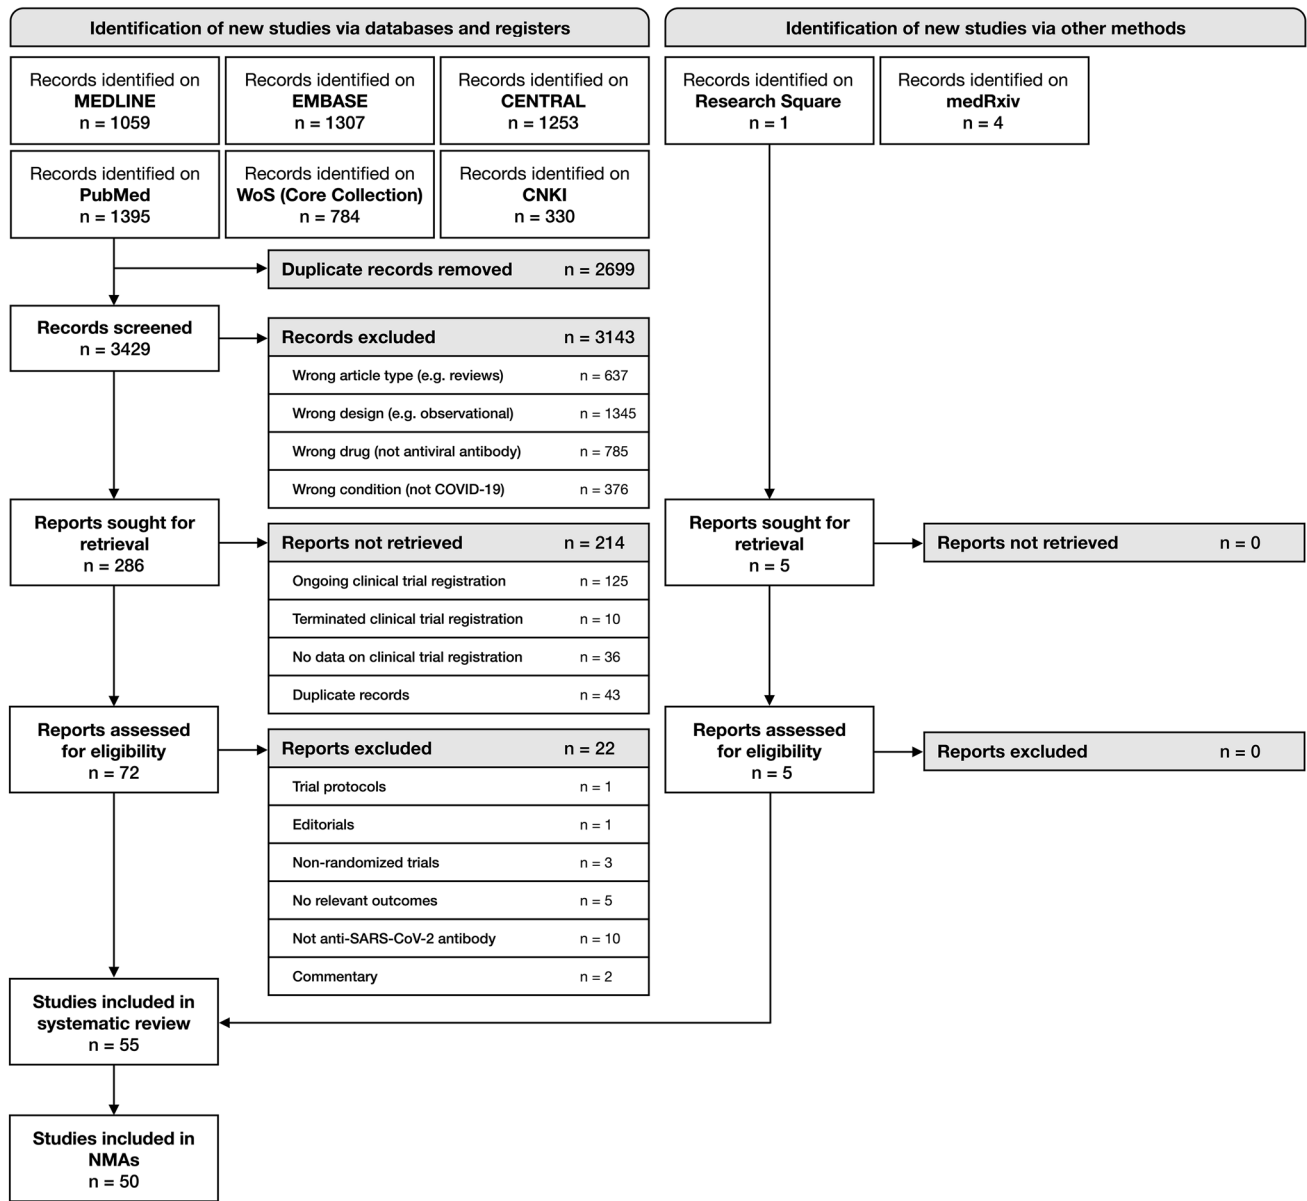 Identification of new studies via databases and registers
Identification of new studies via other methods
Records identified on
MEDLINE
n = 1059
Records identified on
EMBASE
n = 1307
Records identified on
CENTRAL
n = 1253
Records identified on
Research Square
n = 1
Records identified on
medRxiv
n = 4
Records identified on
PubMed
n = 1395
Records identified on
WoS (Core Collection)
n = 784
Records identified on
CNKI
n = 330
Duplicate records removed n = 2699
Records screened
n = 3429
Records excluded n = 3143
Wrong article type (e.g. reviews) n = 637
Wrong design (e.g. observational) n = 1345
Wrong drug (not antiviral antibody) n = 785
Wrong condition (not COVID-19) n = 376
Reports sought for
retrieval
n = 286
Reports not retrieved n = 214
Ongoing clinical trial registration n = 125
Terminated clinical trial registration n = 10
No data on clinical trial registration n = 36
Duplicate records n = 43
Reports sought for
retrieval
n = 5
Reports not retrieved n = 0
Reports assessed
for eligibility
n = 72
Reports excluded n = 22
Trial protocols n = 1
Editorials n = 1
Non-randomized trials n = 3
No relevant outcomes n = 5
Not anti-SARS-CoV-2 antibody n = 10
Commentary n = 2
Reports assessed
for eligibility
n = 5
Reports excluded n = 0
Studies included in
systematic review
n = 55
Studies included in
NMAs
n = 50